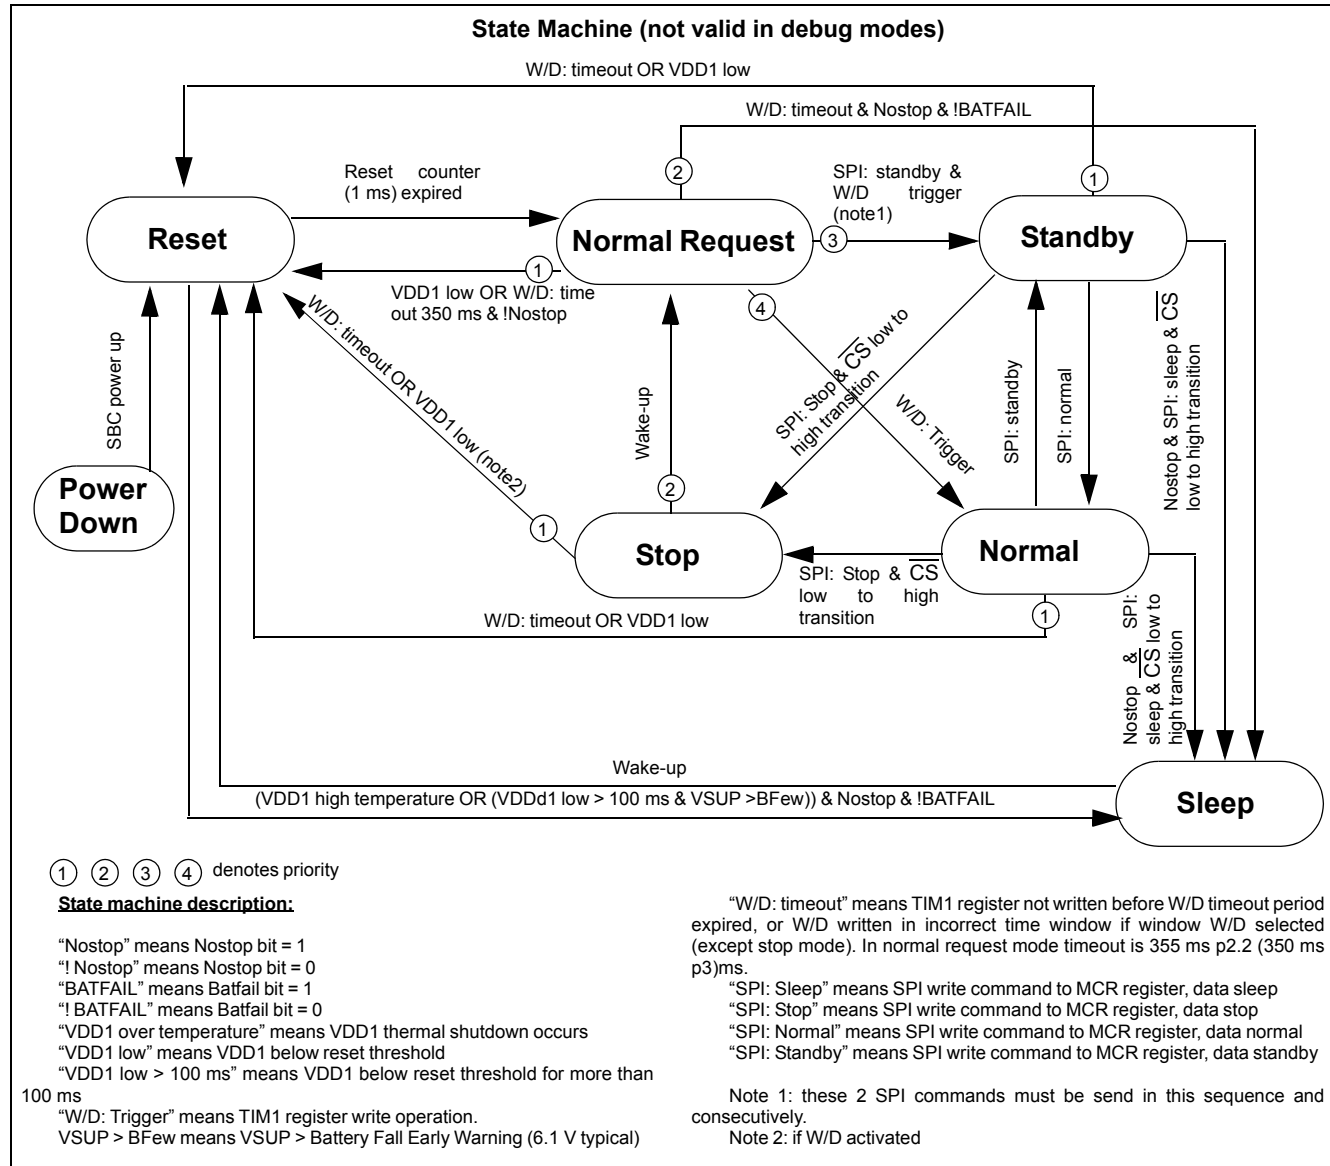 State Machine (not valid in debug modes)
W/D: timeout OR VDD1 low
W/D: timeout & Nostop & !BATFAIL
Reset counter
(1 ms) expired
2
SPI: standby &
W/D trigger
(note1)
1
Reset
Normal Request
3
Standby
1
VDD1 low OR W/D: time
out 350 ms & !Nostop
4
W/D: timeout OR VDD1 low (note2)
SPI: Stop & CS low to
high transition
W/D: Trigger
SPI: standby
SPI: normal
Nostop & SPI: sleep & CS
low to high transition
SBC power up
Wake-up
Power
Down
2
1
Stop
Normal
SPI: Stop & CS
low to high
transition
1
W/D: timeout OR VDD1 low
Nostop & SPI:
sleep & CS low to
high transition
Wake-up
(VDD1 high temperature OR (VDDd1 low > 100 ms & VSUP >BFew)) & Nostop & !BATFAIL
Sleep
1 2 3 4 denotes priority
State machine description:
“Nostop” means Nostop bit = 1
“! Nostop” means Nostop bit = 0
“BATFAIL” means Batfail bit = 1
“! BATFAIL” means Batfail bit = 0
“VDD1 over temperature” means VDD1 thermal shutdown occurs
“VDD1 low” means VDD1 below reset threshold
“VDD1 low > 100 ms” means VDD1 below reset threshold for more than
100 ms
“W/D: Trigger” means TIM1 register write operation.
VSUP > BFew means VSUP > Battery Fall Early Warning (6.1 V typical)
“W/D: timeout” means TIM1 register not written before W/D timeout period
expired, or W/D written in incorrect time window if window W/D selected
(except stop mode). In normal request mode timeout is 355 ms p2.2 (350 ms
p3)ms.
“SPI: Sleep” means SPI write command to MCR register, data sleep
“SPI: Stop” means SPI write command to MCR register, data stop
“SPI: Normal” means SPI write command to MCR register, data normal
“SPI: Standby” means SPI write command to MCR register, data standby
Note 1: these 2 SPI commands must be send in this sequence and
consecutively.
Note 2: if W/D activated